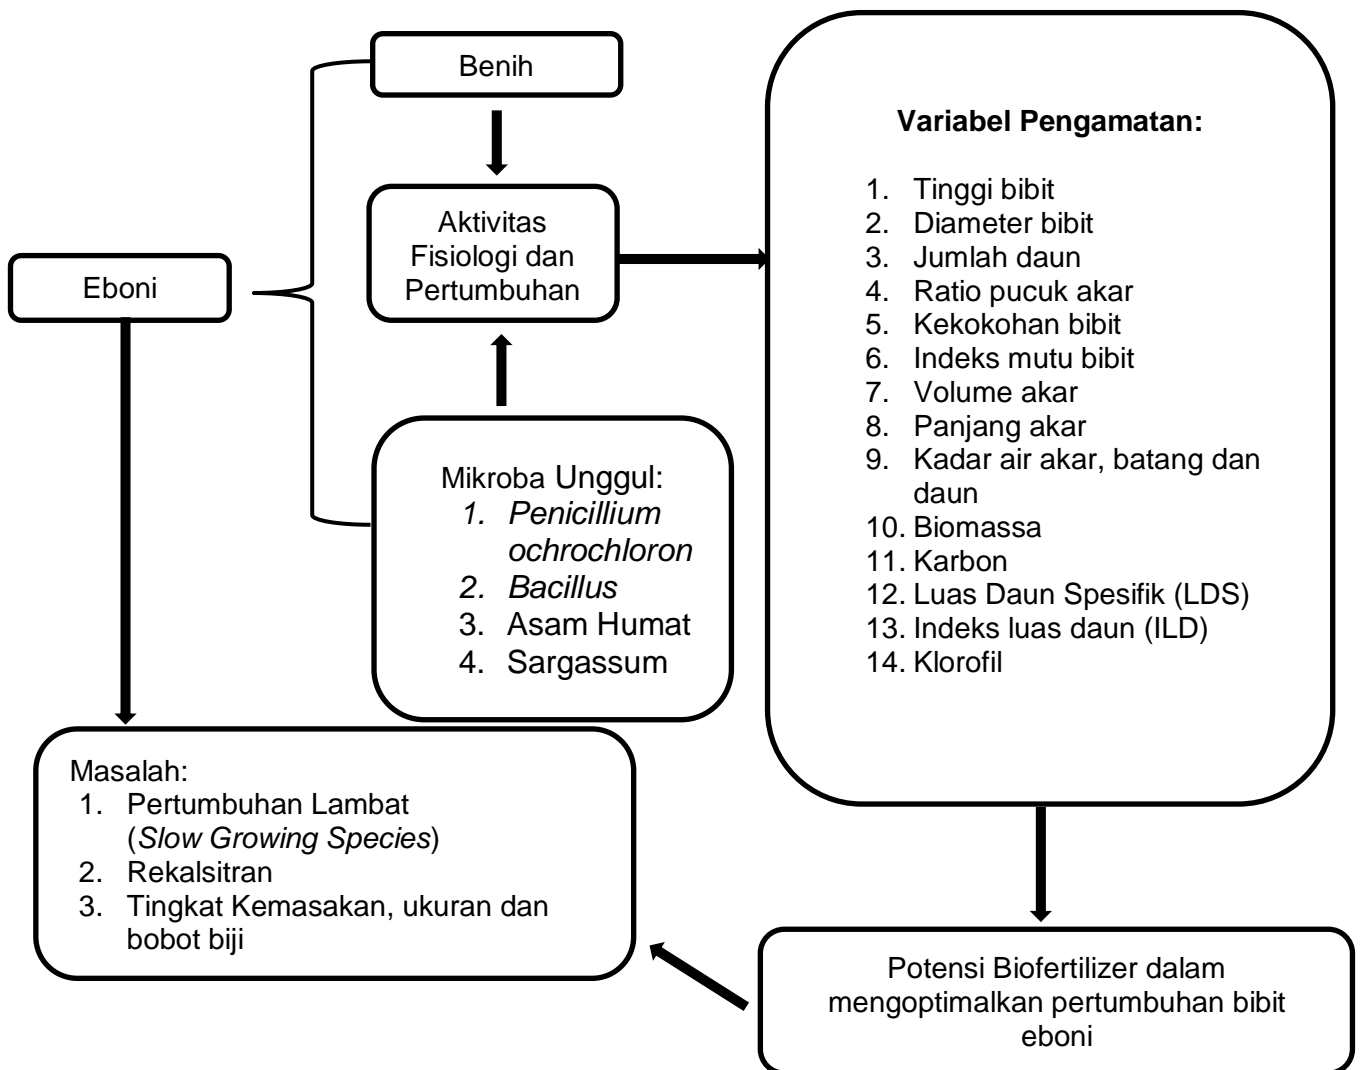 Benih
Aktivitas
Fisiologi dan
Pertumbuhan
Eboni
Mikroba Unggul:
1. Penicillium
ochrochloron
2. Bacillus
3. Asam Humat
4. Sargassum
Variabel Pengamatan:
1. Tinggi bibit
2. Diameter bibit
3. Jumlah daun
4. Ratio pucuk akar
5. Kekokohan bibit
6. Indeks mutu bibit
7. Volume akar
8. Panjang akar
9. Kadar air akar, batang dan
daun
10. Biomassa
11. Karbon
12. Luas Daun Spesifik (LDS)
13. Indeks luas daun (ILD)
14. Klorofil
Masalah:
1. Pertumbuhan Lambat
(Slow Growing Species)
2. Rekalsitran
3. Tingkat Kemasakan, ukuran dan
bobot biji
Potensi Biofertilizer dalam
mengoptimalkan pertumbuhan bibit
eboni